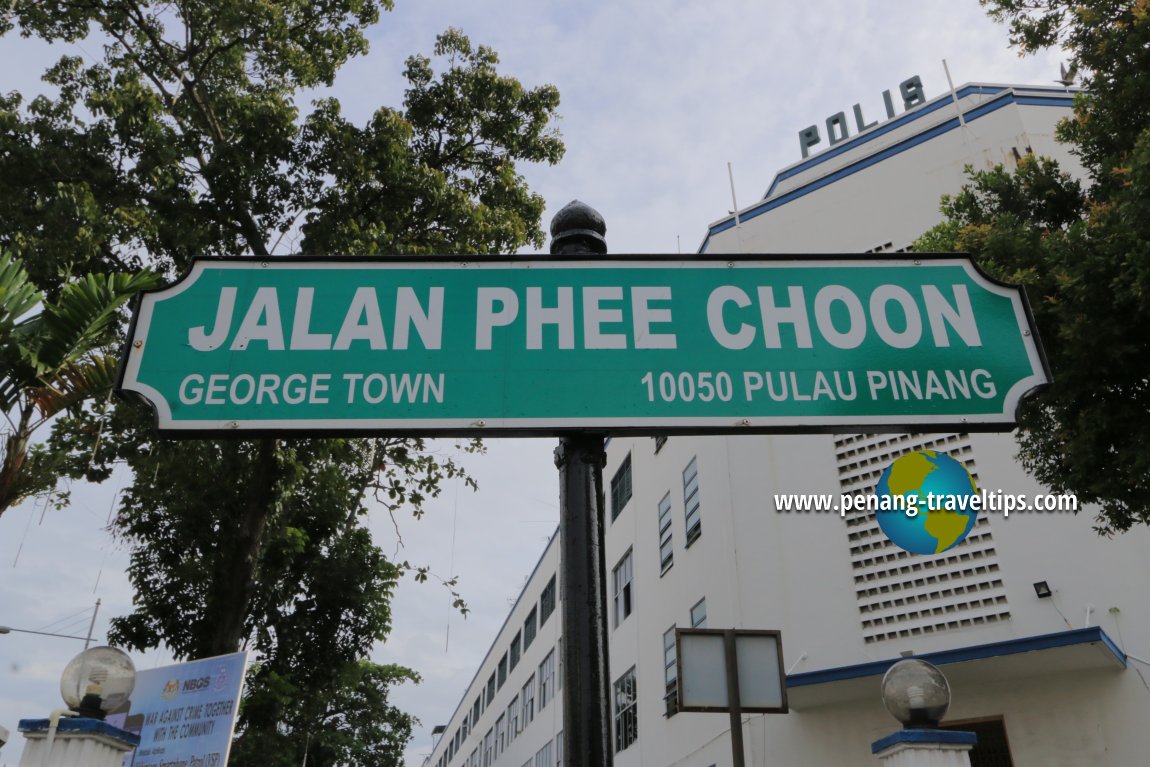 POLIS
JALAN PHEE CHOON
GEORGE TOWN 10050 PULAU PINANG
www.penang-traveltips.com
NBOS
WAR AGAINST CRIME TOGETHER
WITH THE COMMUNITY